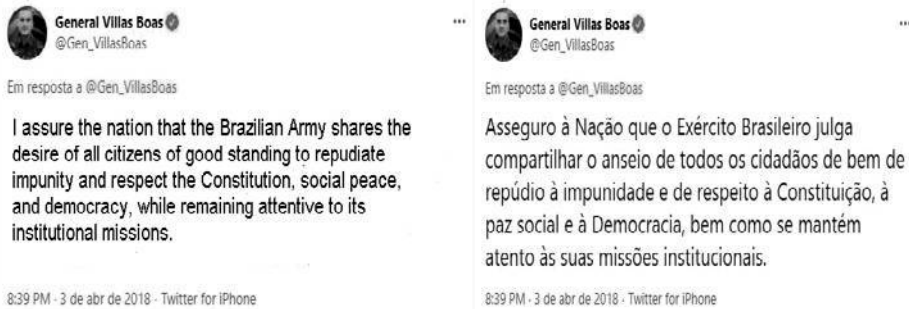 General Villas Boas
@Gen_VillasBoas
Em resposta a @Gen_VillasBoas
I assure the nation that the Brazilian Army shares the
desire of all citizens of good standing to repudiate
impunity and respect the Constitution, social peace,
and democracy, while remaining attentive to its
institutional missions.
8:39 PM · 3 de abr de 2018 · Twitter for iPhone
General Villas Boas
@Gen_VillasBoas
Em resposta a @Gen_VillasBoas
Asseguro à Nação que o Exército Brasileiro julga
compartilhar o anseio de todos os cidadãos de bem de
repúdio à impunidade e de respeito à Constituição, à
paz social e à Democracia, bem como se mantém
atento às suas missões institucionais.
8:39 PM · 3 de abr de 2018 · Twitter for iPhone